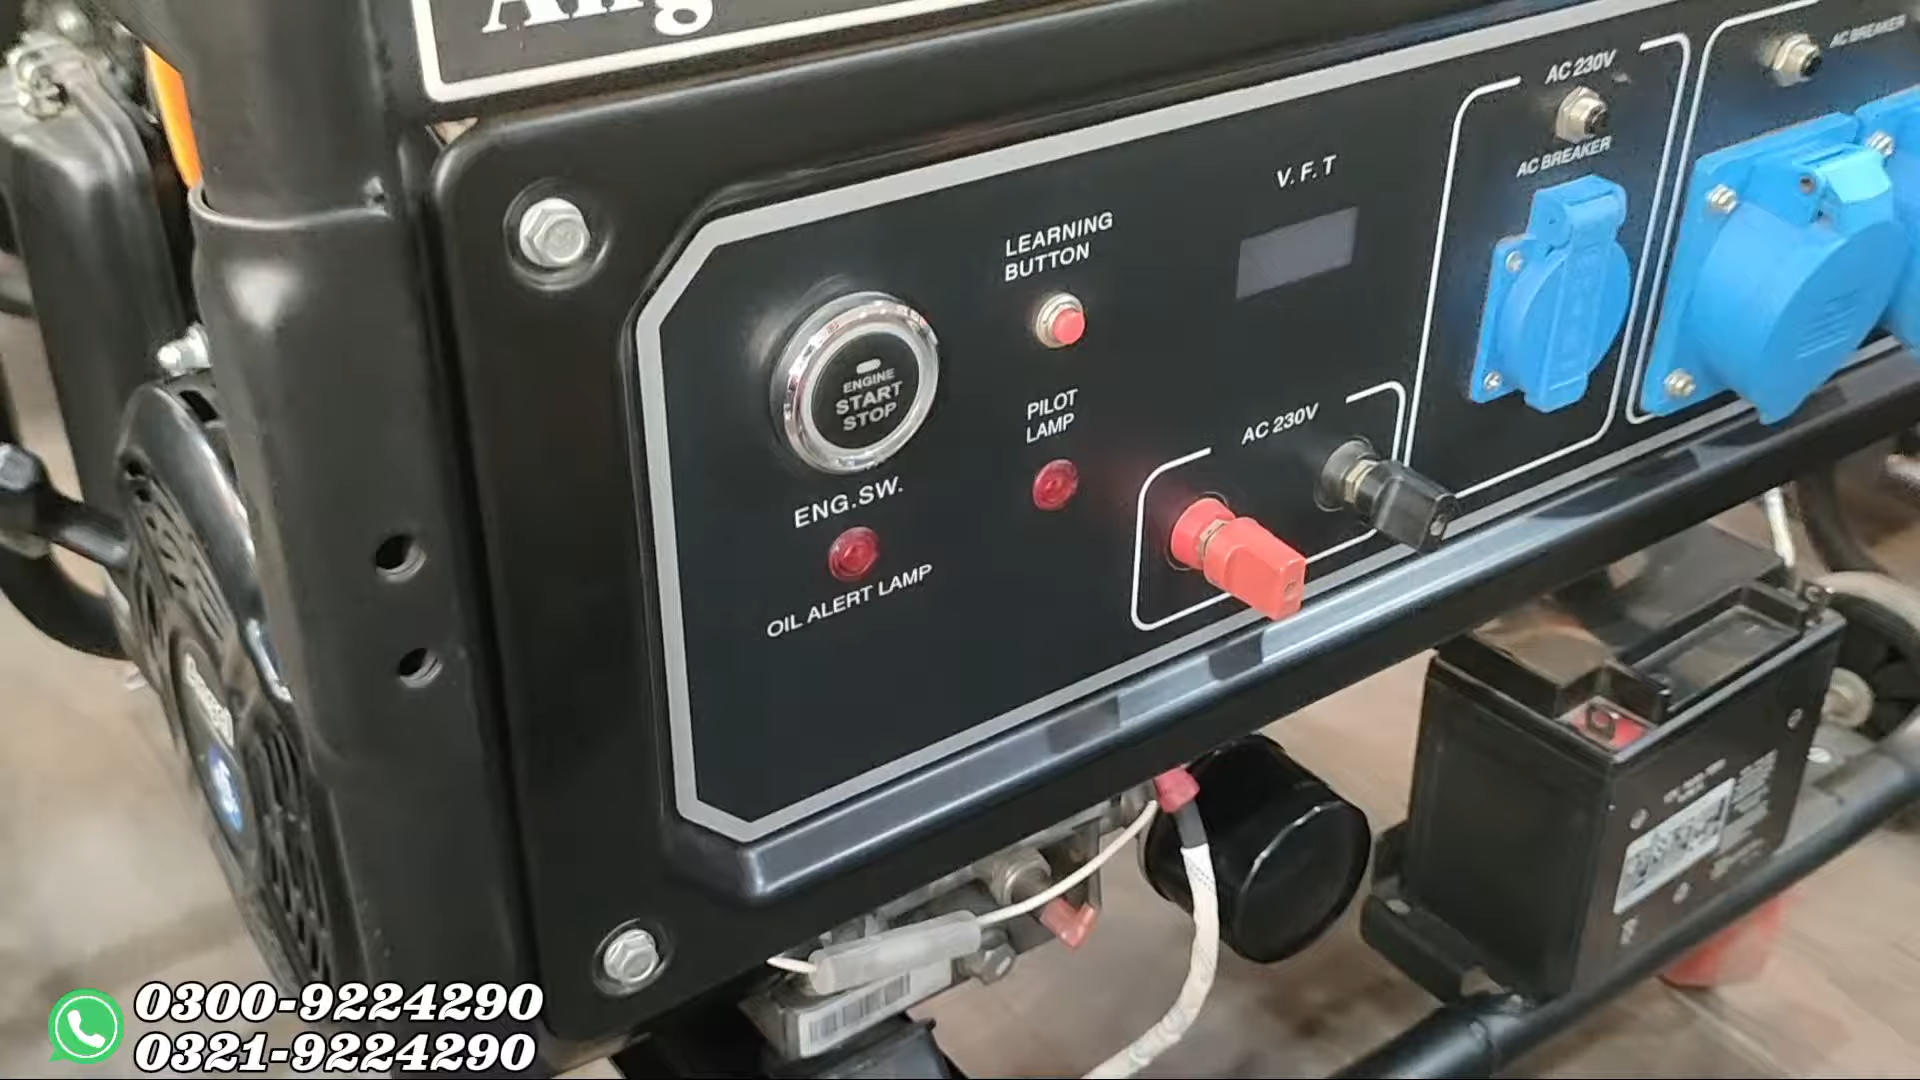 Ang
AC BREAKER
AC 230V
AC BREAKER
V. F. T
LEARNING
BUTTON
ENGINE
START
STOP
PILOT
LAMP
AC 230V
ENG.SW.
OIL ALERT LAMP
0300-9224290
0321-9224290